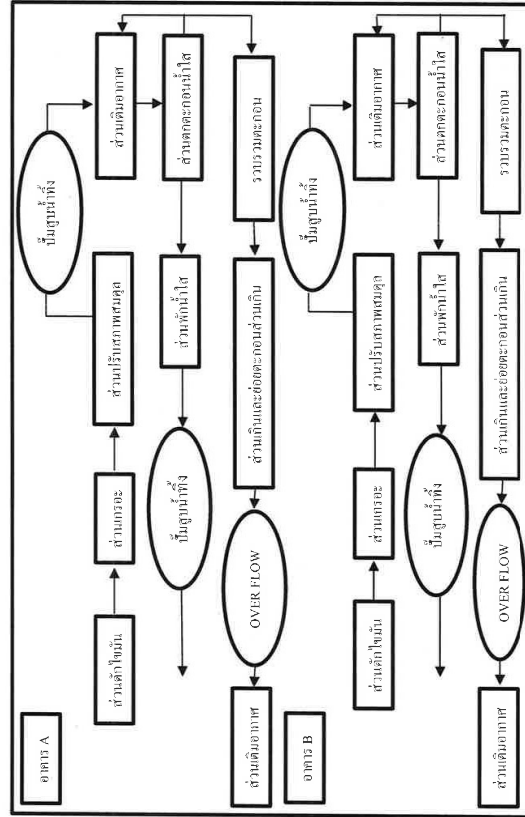 อาคาร A
ส่วนดักไขมัน
ส่วนเกรอะ
ส่วนปรับสภาพสมดุล
ปั๊มสูบน้ำทิ้ง
ส่วนเติมอากาศ
ส่วนตกตะกอนน้ำใส
ส่วนพักน้ำใส
ปั๊มสูบน้ำทิ้ง
รวบรวมตะกอน
ส่วนเก็บและย่อยตะกอนส่วนเกิน
OVER FLOW
ส่วนเติมอากาศ
อาคาร B
ส่วนดักไขมัน
ส่วนเกรอะ
ส่วนปรับสภาพสมดุล
ปั๊มสูบน้ำทิ้ง
ส่วนเติมอากาศ
ส่วนตกตะกอนน้ำใส
ส่วนพักน้ำใส
ปั๊มสูบน้ำทิ้ง
รวบรวมตะกอน
ส่วนเก็บและย่อยตะกอนส่วนเกิน
OVER FLOW
ส่วนเติมอากาศ